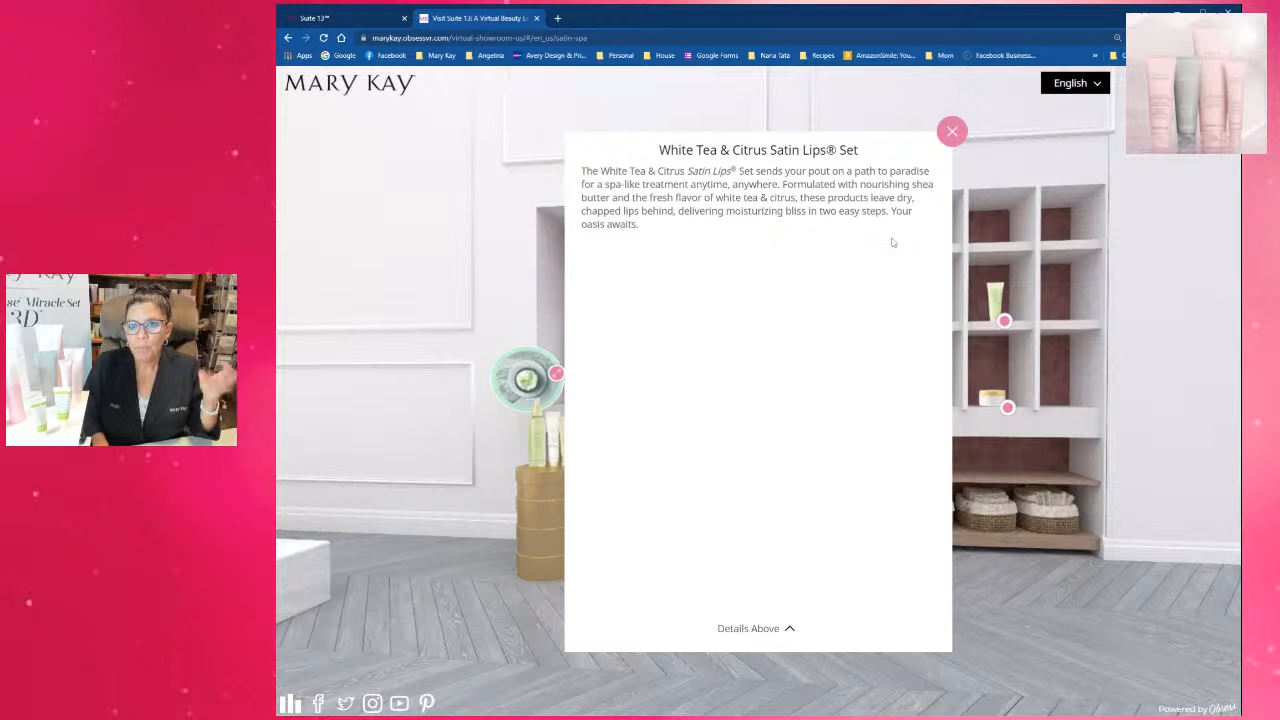 Suite 13™
Visit Suite 13: A Virtual Beauty E
marykay.obsessvr.com/virtual-showroom-us/#/en_us/satin-spa
Apps
Google
Facebook
Mary Kay
Angelina
Avery Design & Pri...
Personal
House
Google Forms
Nana Tata
Recipes
AmazonSmile: You...
Mom
Facebook Business...
»
MARY KAY
English
White Tea & Citrus Satin Lips® Set
The White Tea & Citrus Satin Lips® Set sends your pout on a path to paradise
for a spa-like treatment anytime, anywhere. Formulated with nourishing shea
butter and the fresh flavor of white tea & citrus, these products leave dry,
chapped lips behind, delivering moisturizing bliss in two easy steps. Your
oasis awaits.
Details Above
se Miracle Set
3D
Powered by Obsess